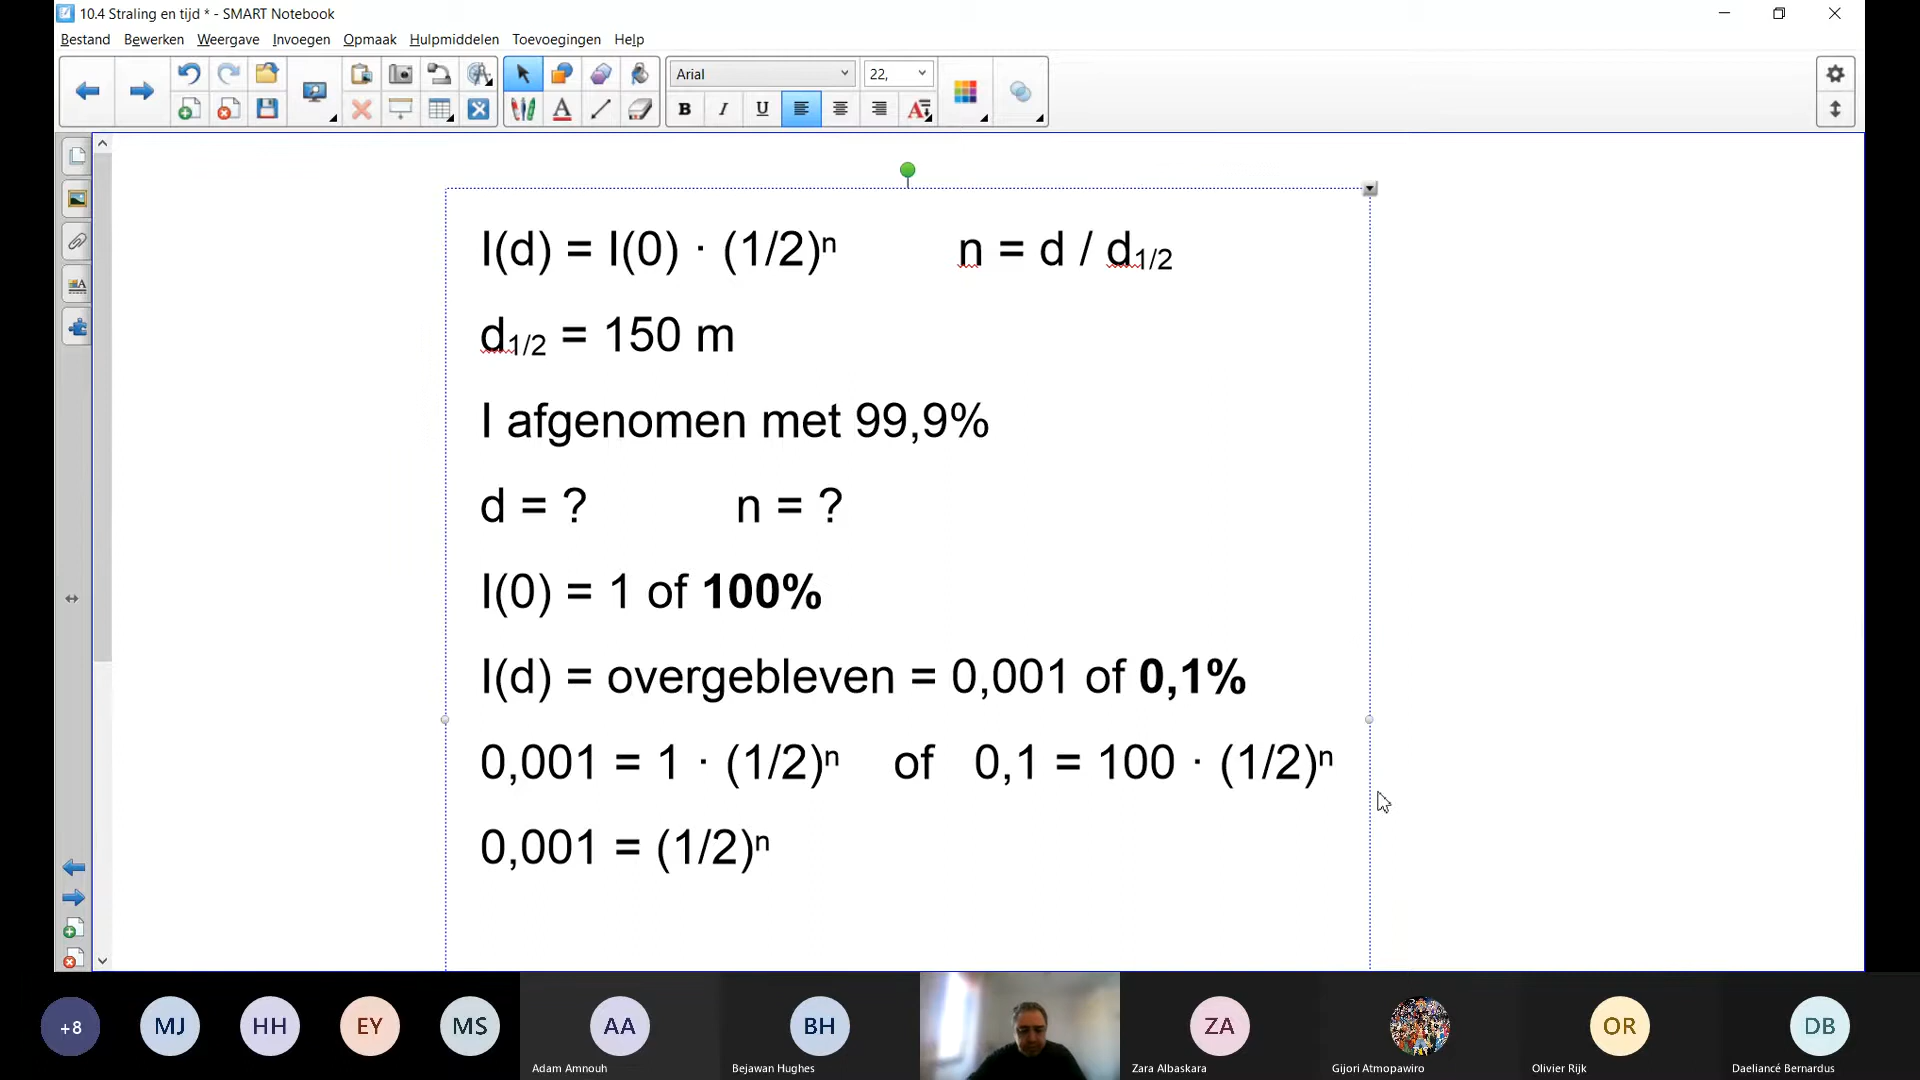 10.4 Straling en tijd * - SMART Notebook
Bestand Bewerken Weergave Invoegen Opmaak Hulpmiddelen Toevoegingen Help
Arial 22,
B I U A
A
I(d) = I(0) · (1/2)ⁿ n = d / d₁/₂
d₁/₂ = 150 m
I afgenomen met 99,9%
d = ? n = ?
I(0) = 1 of 100%
I(d) = overgebleven = 0,001 of 0,1%
0,001 = 1 · (1/2)ⁿ of 0,1 = 100 · (1/2)ⁿ
0,001 = (1/2)ⁿ
+8 MJ HH EY MS AA BH ZA OR DB
Adam Amnouh Bejawan Hughes Zara Albaskara Gijori Atmopawiro Olivier Rijk Daeliancé Bernardus